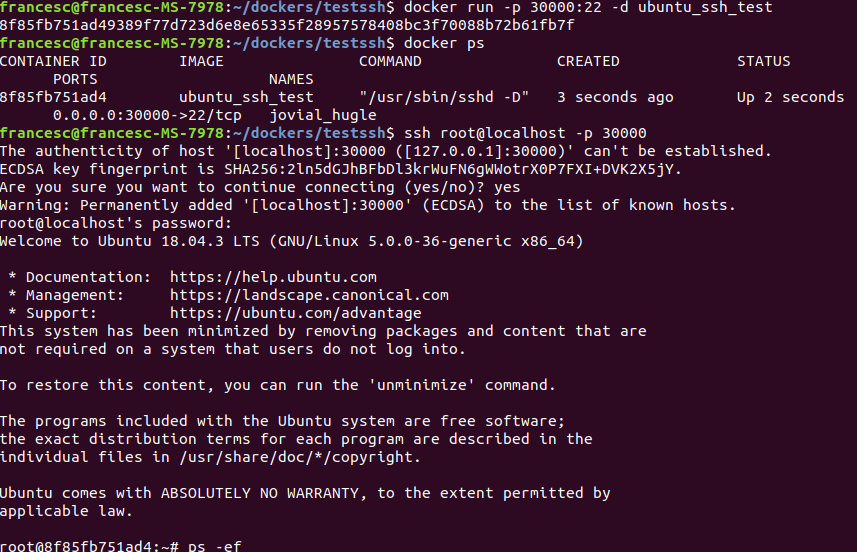 francesc@francesc-MS-7978:~/dockers/testssh$ docker run -p 30000:22 -d ubuntu_ssh_test
8f85fb751ad49389f77d723d6e8e65335f28957578408bc3f70088b72b61fb7f
francesc@francesc-MS-7978:~/dockers/testssh$ docker ps
CONTAINER ID        IMAGE               COMMAND               CREATED             STATUS
      PORTS                   NAMES
8f85fb751ad4        ubuntu_ssh_test     "/usr/sbin/sshd -D"   3 seconds ago       Up 2 seconds
      0.0.0.0:30000->22/tcp   jovial_hugle
francesc@francesc-MS-7978:~/dockers/testssh$ ssh root@localhost -p 30000
The authenticity of host '[localhost]:30000 ([127.0.0.1]:30000)' can't be established.
ECDSA key fingerprint is SHA256:2ln5dGJhBFbDl3krWuFN6gWWotrX0P7FXI+DVK2X5jY.
Are you sure you want to continue connecting (yes/no)? yes
Warning: Permanently added '[localhost]:30000' (ECDSA) to the list of known hosts.
root@localhost's password:
Welcome to Ubuntu 18.04.3 LTS (GNU/Linux 5.0.0-36-generic x86_64)

 * Documentation:  https://help.ubuntu.com
 * Management:     https://landscape.canonical.com
 * Support:        https://ubuntu.com/advantage
This system has been minimized by removing packages and content that are
not required on a system that users do not log into.

To restore this content, you can run the 'unminimize' command.

The programs included with the Ubuntu system are free software;
the exact distribution terms for each program are described in the
individual files in /usr/share/doc/*/copyright.

Ubuntu comes with ABSOLUTELY NO WARRANTY, to the extent permitted by
applicable law.

root@8f85fb751ad4:~# ps -ef